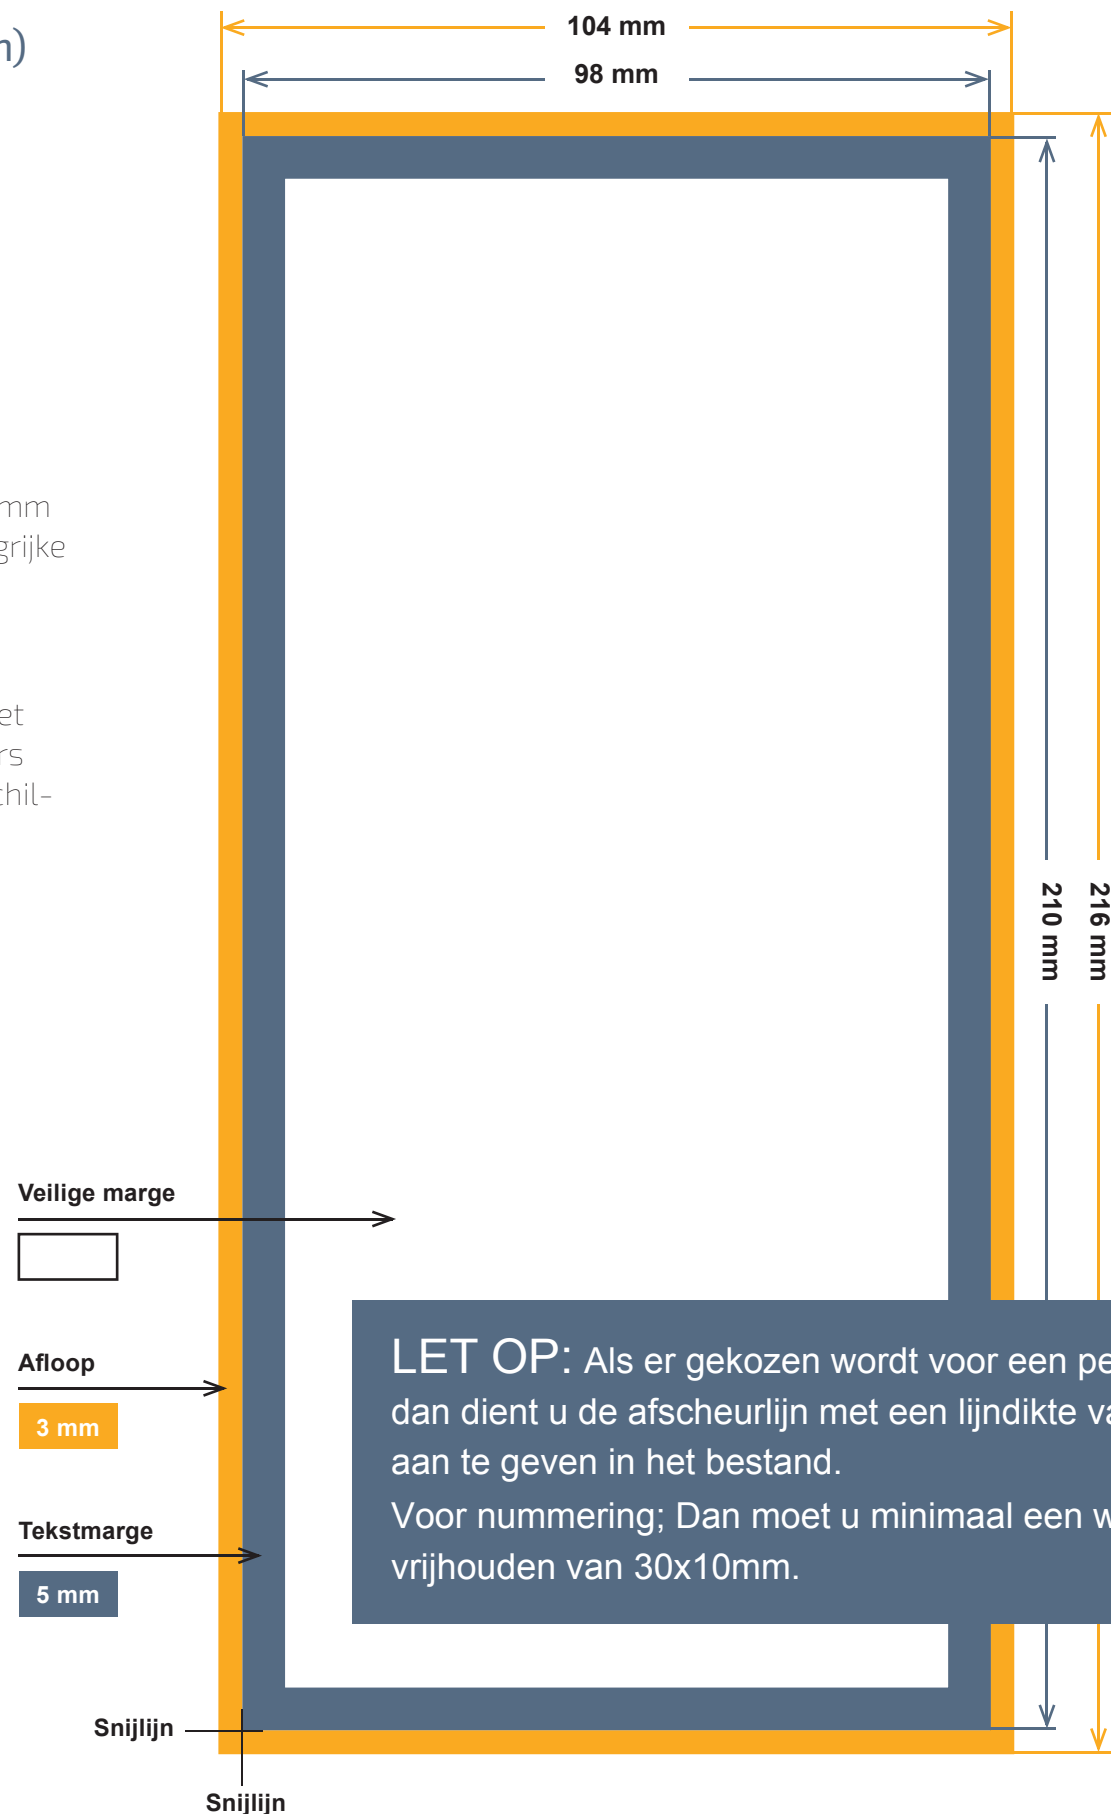 104 mm
98 mm
mm
210 mm
216 mm
Veilige marge
Afloop
3 mm
Tekstmarge
5 mm
LET OP: Als er gekozen wordt voor een
dan dient u de afscheurlijn met een lijndikte
aan te geven in het bestand.
Voor nummering; Dan moet u minimaal een
vrijhouden van 30x10mm.
Snijlijn
Snijlijn